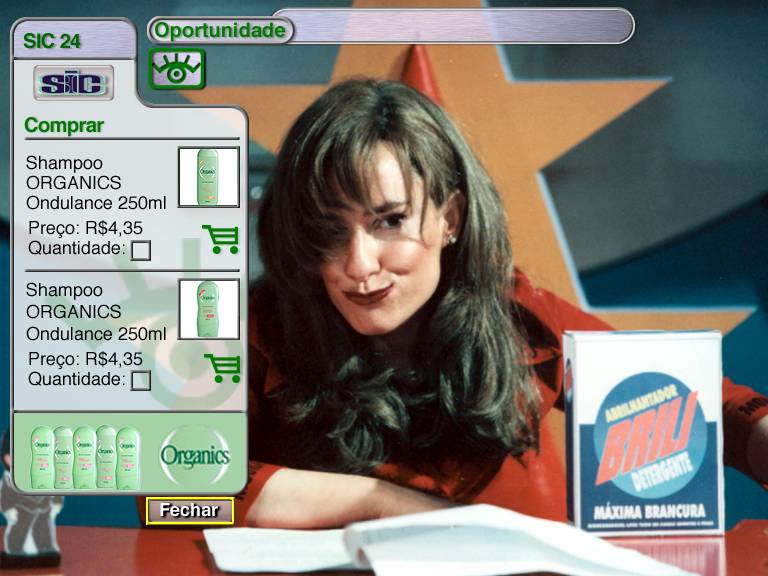 SIC 24
Oportunidade
SIC
Comprar
Shampoo
ORGANICS
Ondulance 250ml
Preço: R$4,35
Quantidade:
Shampoo
ORGANICS
Ondulance 250ml
Preço: R$4,35
Quantidade:
Organics
Fechar
ABRILHANTADOR
BRILI
DETERGENTE
MÁXIMA BRANCURA